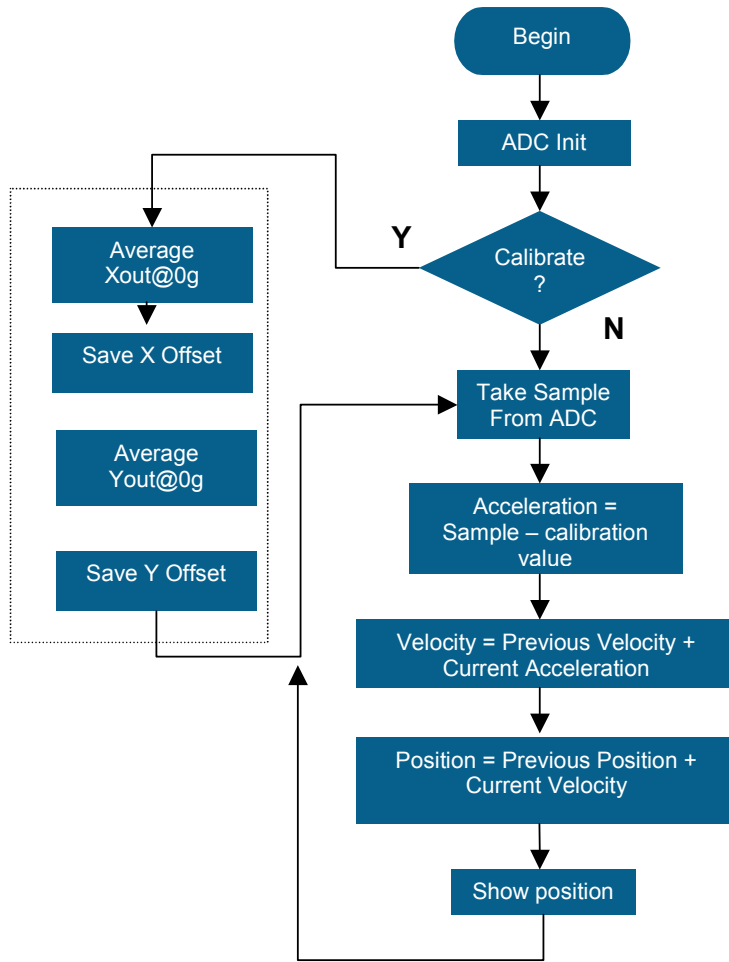 Begin
ADC Init
Y
Calibrate
?
N
Average
Xout@0g
Save X Offset
Average
Yout@0g
Save Y Offset
Take Sample
From ADC
Acceleration =
Sample – calibration
value
Velocity = Previous Velocity +
Current Acceleration
Position = Previous Position +
Current Velocity
Show position